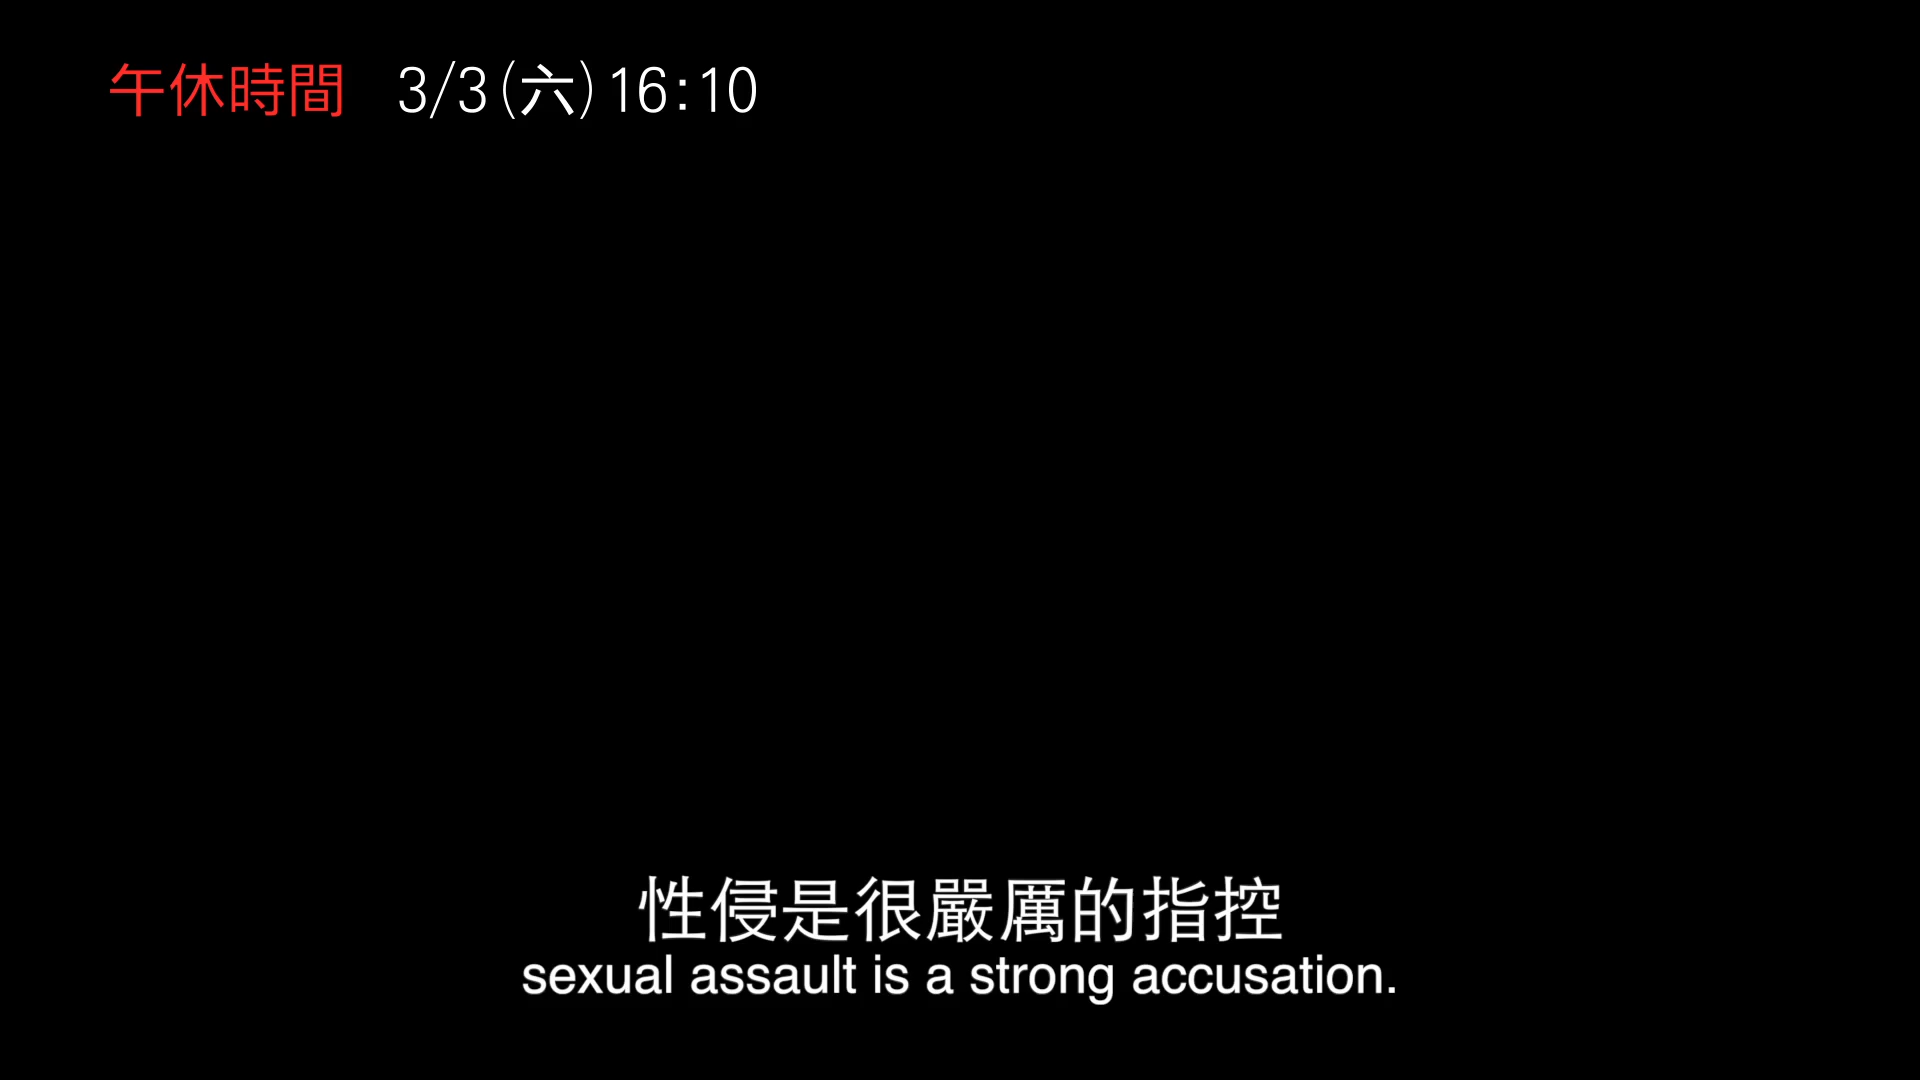 午休時間 3/3(六)16:10
性侵是很嚴厲的指控
sexual assault is a strong accusation.